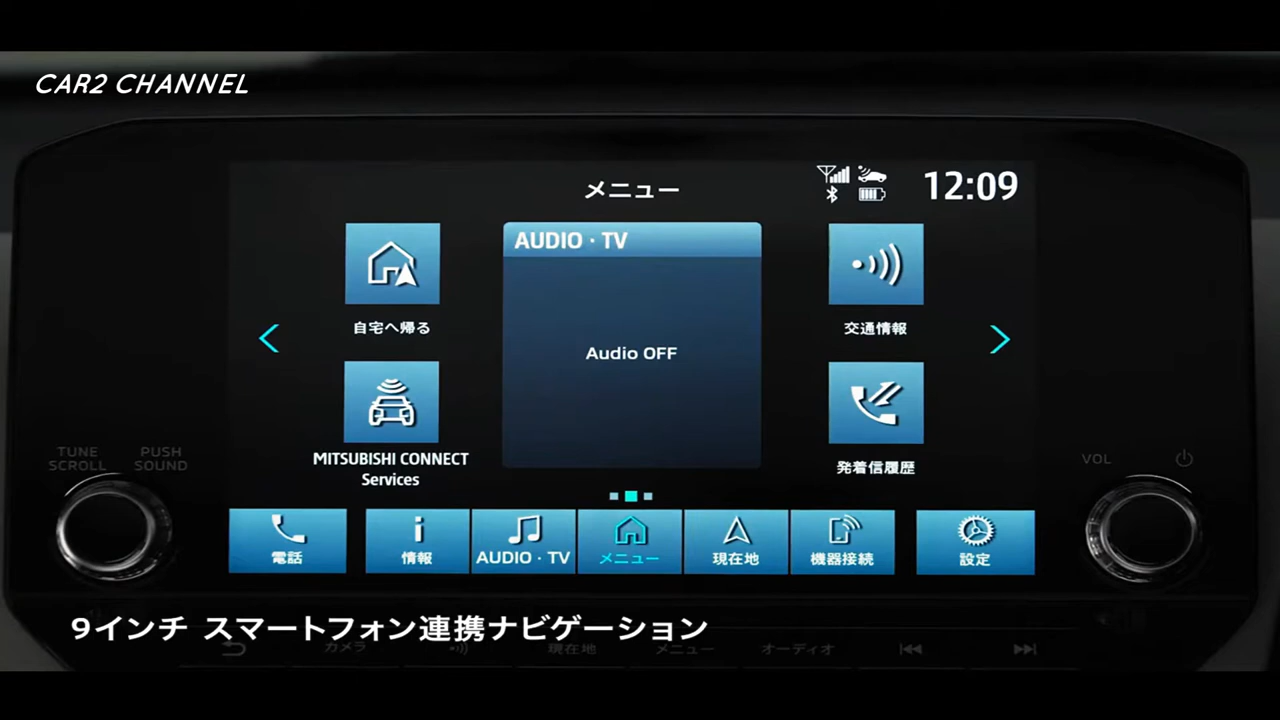 CAR2 CHANNEL
メニュー
12:09
AUDIO・TV
Audio OFF
自宅へ帰る
交通情報
MITSUBISHI CONNECT
Services
発着信履歴
TUNE
SCROLL
PUSH
SOUND
VOL
電話
情報
AUDIO・TV
メニュー
現在地
機器接続
設定
9インチ スマートフォン連携ナビゲーション
カメラ
現在地
メニュー
オーディオ